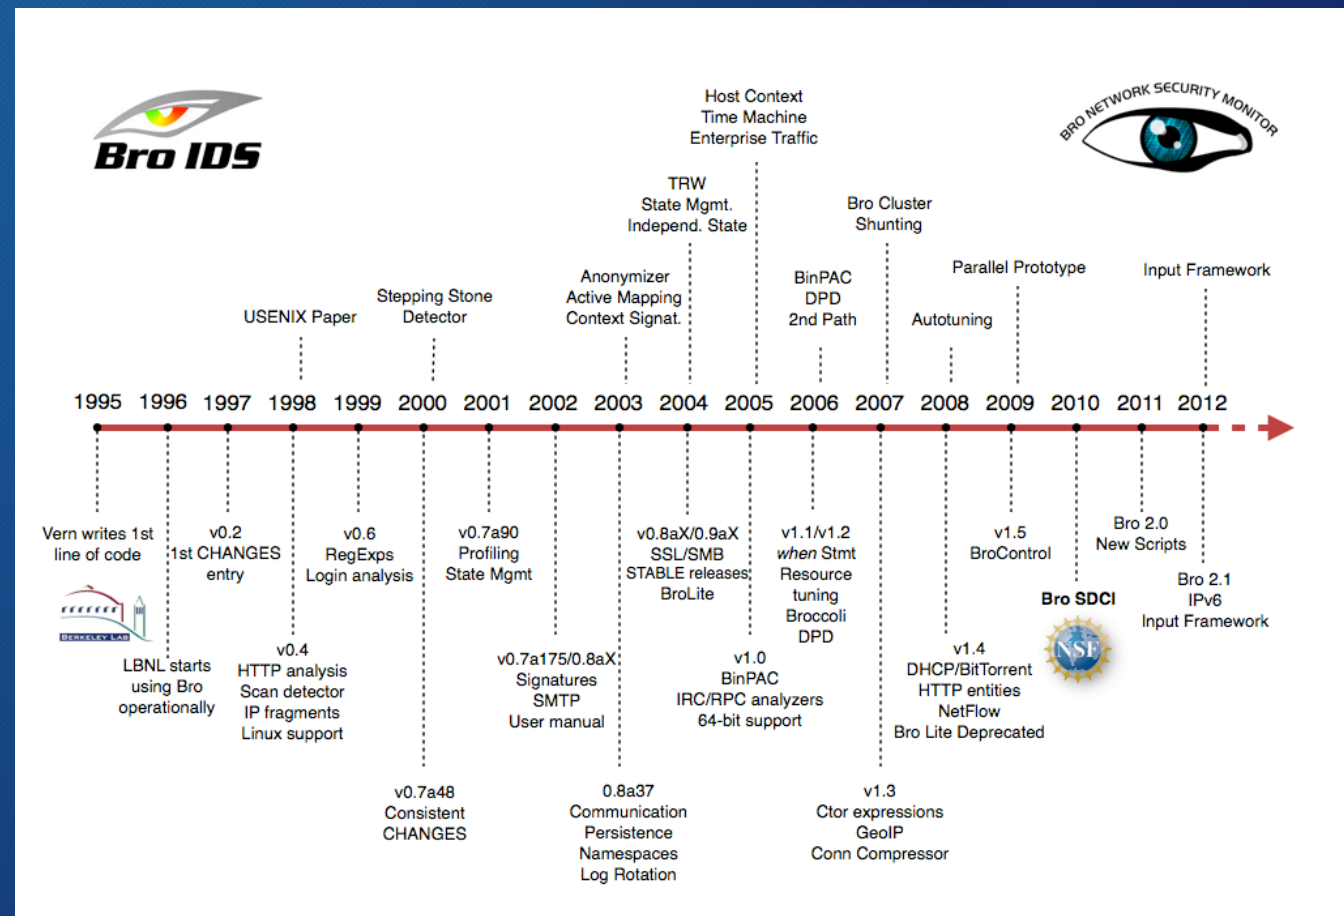 Bro IDS
BRO NETWORK SECURITY MONITOR
Host Context
Time Machine
Enterprise Traffic
TRW
State Mgmt.
Independ. State
Bro Cluster
Shunting
Anonymizer
Active Mapping
Context Signat.
BinPAC
DPD
2nd Path
Parallel Prototype
Input Framework
Stepping Stone
Detector
USENIX Paper
Autotuning
1995 1996 1997 1998 1999 2000 2001 2002 2003 2004 2005 2006 2007 2008 2009 2010 2011 2012
Vern writes 1st
line of code
BERKELEY LAB
LBNL starts
using Bro
operationally
v0.2
1st CHANGES
entry
v0.4
HTTP analysis
Scan detector
IP fragments
Linux support
v0.6
RegExps
Login analysis
v0.7a48
Consistent
CHANGES
v0.7a90
Profiling
State Mgmt
v0.7a175/0.8aX
Signatures
SMTP
User manual
0.8a37
Communication
Persistence
Namespaces
Log Rotation
v0.8aX/0.9aX
SSL/SMB
STABLE releases
BroLite
v1.0
BinPAC
IRC/RPC analyzers
64-bit support
v1.1/v1.2
when Stmt
Resource
tuning
Broccoli
DPD
v1.3
Ctor expressions
GeoIP
Conn Compressor
v1.4
DHCP/BitTorrent
HTTP entities
NetFlow
Bro Lite Deprecated
v1.5
BroControl
Bro SDCI
NSF
Bro 2.0
New Scripts
Bro 2.1
IPv6
Input Framework